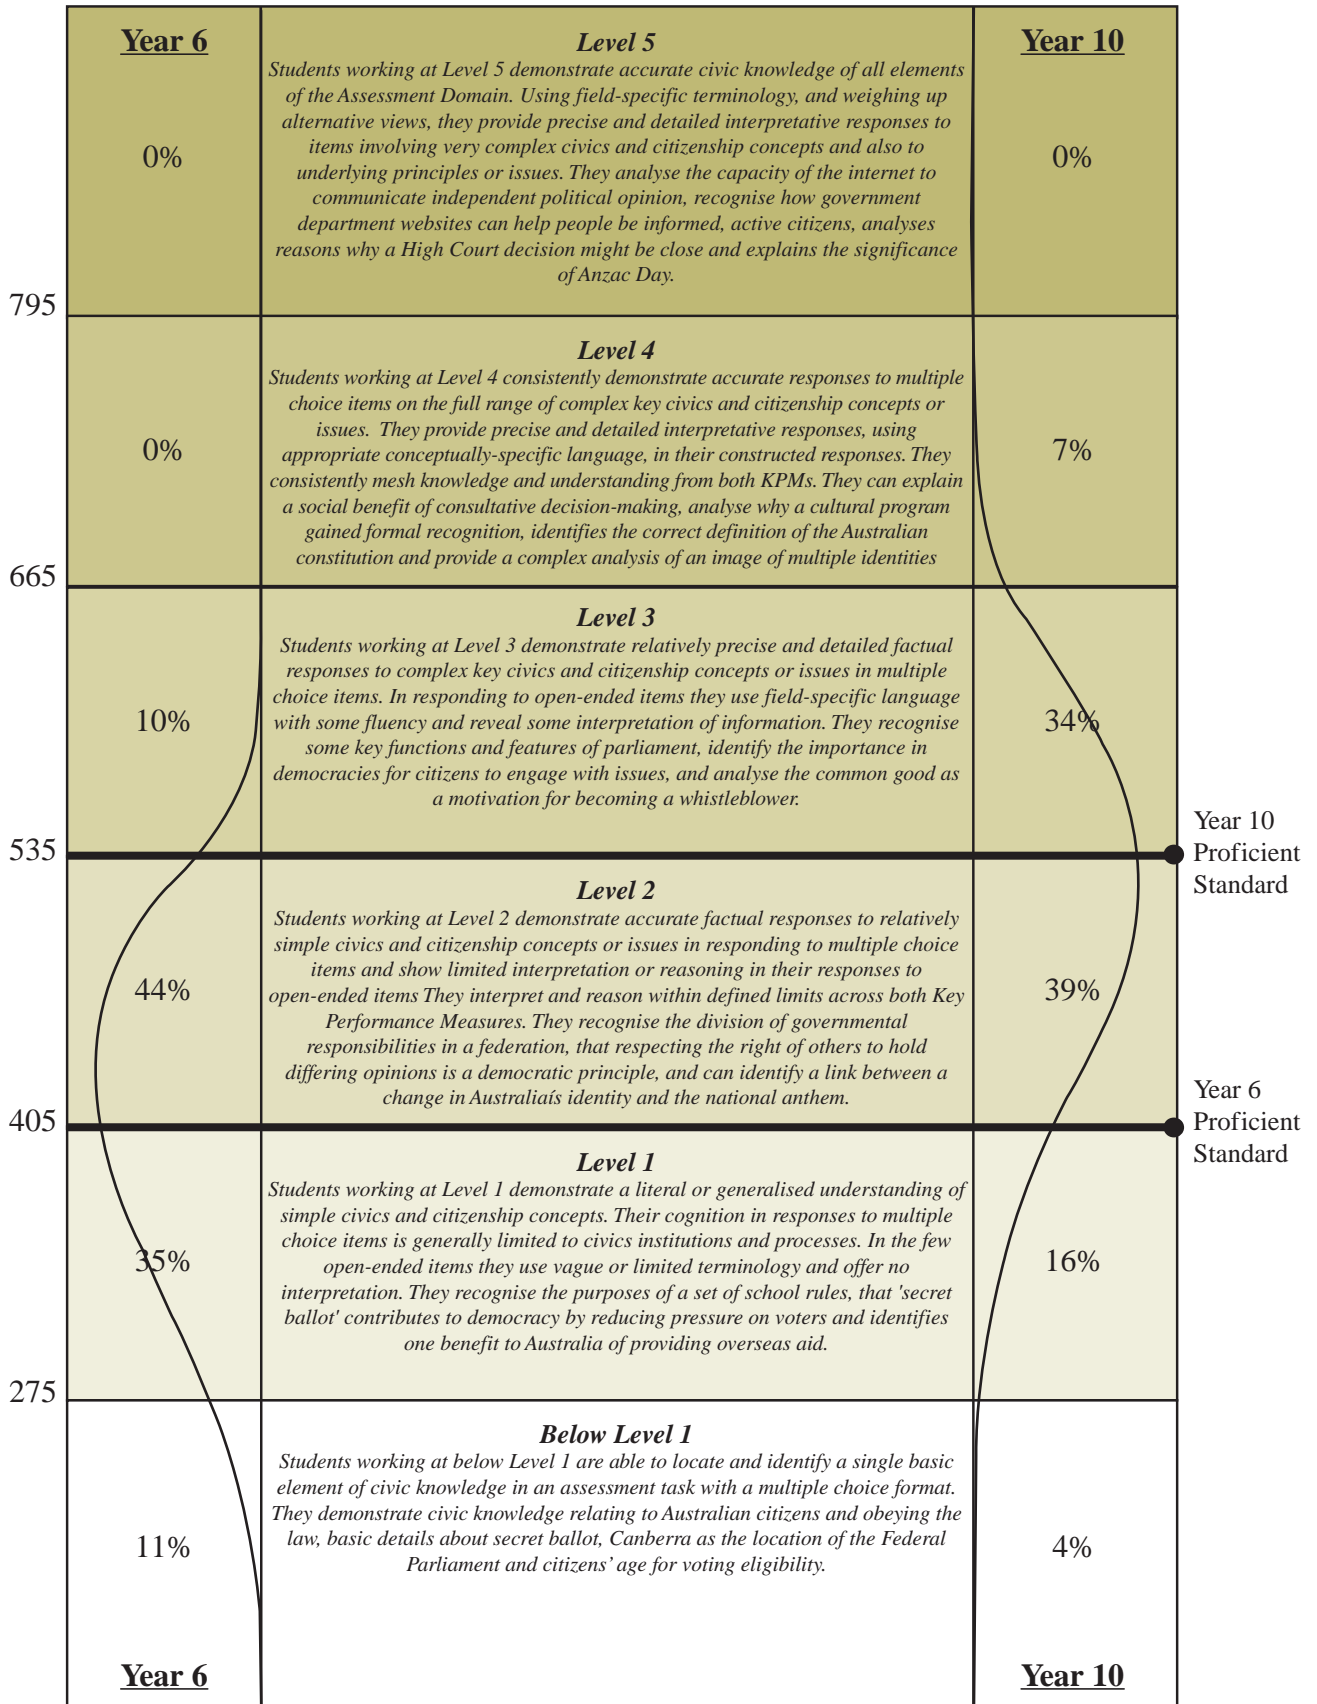 Year 6
Level 5
Year 10
Students working at Level 5 demonstrate accurate civic knowledge of all elements
of the Assessment Domain. Using field-specific terminology, and weighing up
alternative views, they provide precise and detailed interpretative responses to
items involving very complex civics and citizenship concepts and also to
underlying principles or issues. They analyse the capacity of the internet to
communicate independent political opinion, recognise how government
department websites can help people be informed, active citizens, analyses
reasons why a High Court decision might be close and explains the significance
of Anzac Day.
0%
0%
795
Level 4
Students working at Level 4 consistently demonstrate accurate responses to multiple
choice items on the full range of complex key civics and citizenship concepts or
issues. They provide precise and detailed interpretative responses, using
appropriate conceptually-specific language, in their constructed responses. They
consistently mesh knowledge and understanding from both KPMs. They can explain
a social benefit of consultative decision-making, analyse why a cultural program
gained formal recognition, identifies the correct definition of the Australian
constitution and provide a complex analysis of an image of multiple identities
0%
7%
665
Level 3
Students working at Level 3 demonstrate relatively precise and detailed factual
responses to complex key civics and citizenship concepts or issues in multiple
choice items. In responding to open-ended items they use field-specific language
with some fluency and reveal some interpretation of information. They recognise
some key functions and features of parliament, identify the importance in
democracies for citizens to engage with issues, and analyse the common good as
a motivation for becoming a whistleblower.
10%
34%
535
Year 10
Proficient
Standard
Level 2
Students working at Level 2 demonstrate accurate factual responses to relatively
simple civics and citizenship concepts or issues in responding to multiple choice
items and show limited interpretation or reasoning in their responses to
open-ended items They interpret and reason within defined limits across both Key
Performance Measures. They recognise the division of governmental
responsibilities in a federation, that respecting the right of others to hold
differing opinions is a democratic principle, and can identify a link between a
change in Australiaís identity and the national anthem.
44%
39%
405
Year 6
Proficient
Standard
Level 1
Students working at Level 1 demonstrate a literal or generalised understanding of
simple civics and citizenship concepts. Their cognition in responses to multiple
choice items is generally limited to civics institutions and processes. In the few
open-ended items they use vague or limited terminology and offer no
interpretation. They recognise the purposes of a set of school rules, that 'secret
ballot' contributes to democracy by reducing pressure on voters and identifies
one benefit to Australia of providing overseas aid.
35%
16%
275
Below Level 1
Students working at below Level 1 are able to locate and identify a single basic
element of civic knowledge in an assessment task with a multiple choice format.
They demonstrate civic knowledge relating to Australian citizens and obeying the
law, basic details about secret ballot, Canberra as the location of the Federal
Parliament and citizens' age for voting eligibility.
11%
4%
Year 6
Year 10